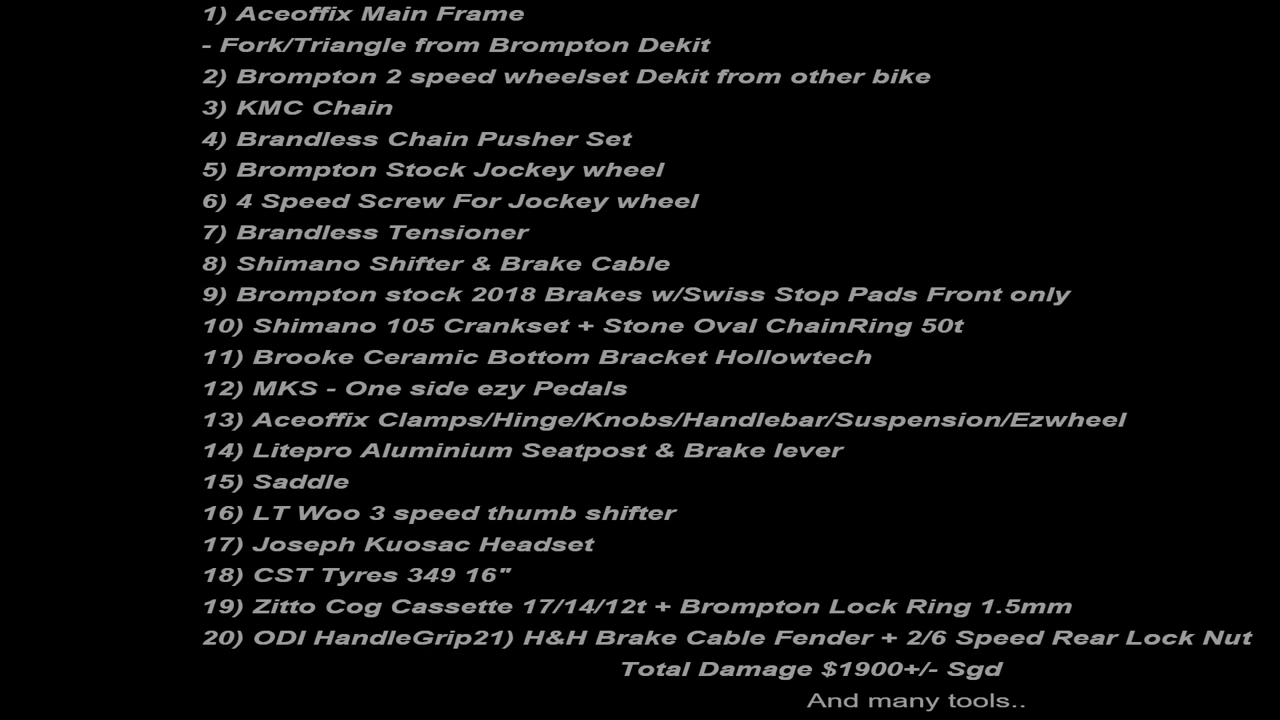 1) Aceoffix Main Frame
- Fork/Triangle from Brompton Dekit
2) Brompton 2 speed wheelset Dekit from other bike
3) KMC Chain
4) Brandless Chain Pusher Set
5) Brompton Stock Jockey wheel
6) 4 Speed Screw For Jockey wheel
7) Brandless Tensioner
8) Shimano Shifter & Brake Cable
9) Brompton stock 2018 Brakes w/Swiss Stop Pads Front only
10) Shimano 105 Crankset + Stone Oval ChainRing 50t
11) Brooke Ceramic Bottom Bracket Hollowtech
12) MKS - One side ezy Pedals
13) Aceoffix Clamps/Hinge/Knobs/Handlebar/Suspension/Ezwheel
14) Litepro Aluminium Seatpost & Brake lever
15) Saddle
16) LT Woo 3 speed thumb shifter
17) Joseph Kuosac Headset
18) CST Tyres 349 16"
19) Zitto Cog Cassette 17/14/12t + Brompton Lock Ring 1.5mm
20) ODI HandleGrip21) H&H Brake Cable Fender + 2/6 Speed Rear Lock Nut
Total Damage $1900+/- Sgd
And many tools..